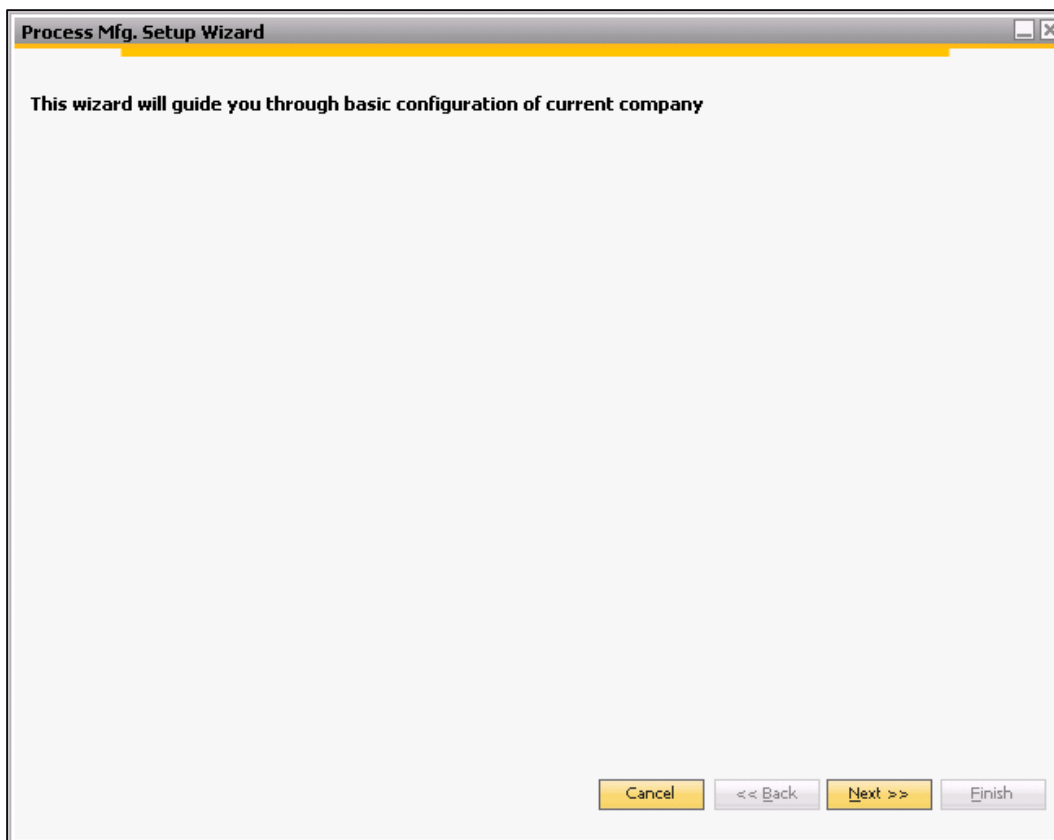 Process Mfg. Setup Wizard
This wizard will guide you through basic configuration of current company
Cancel << Back Next >> Finish